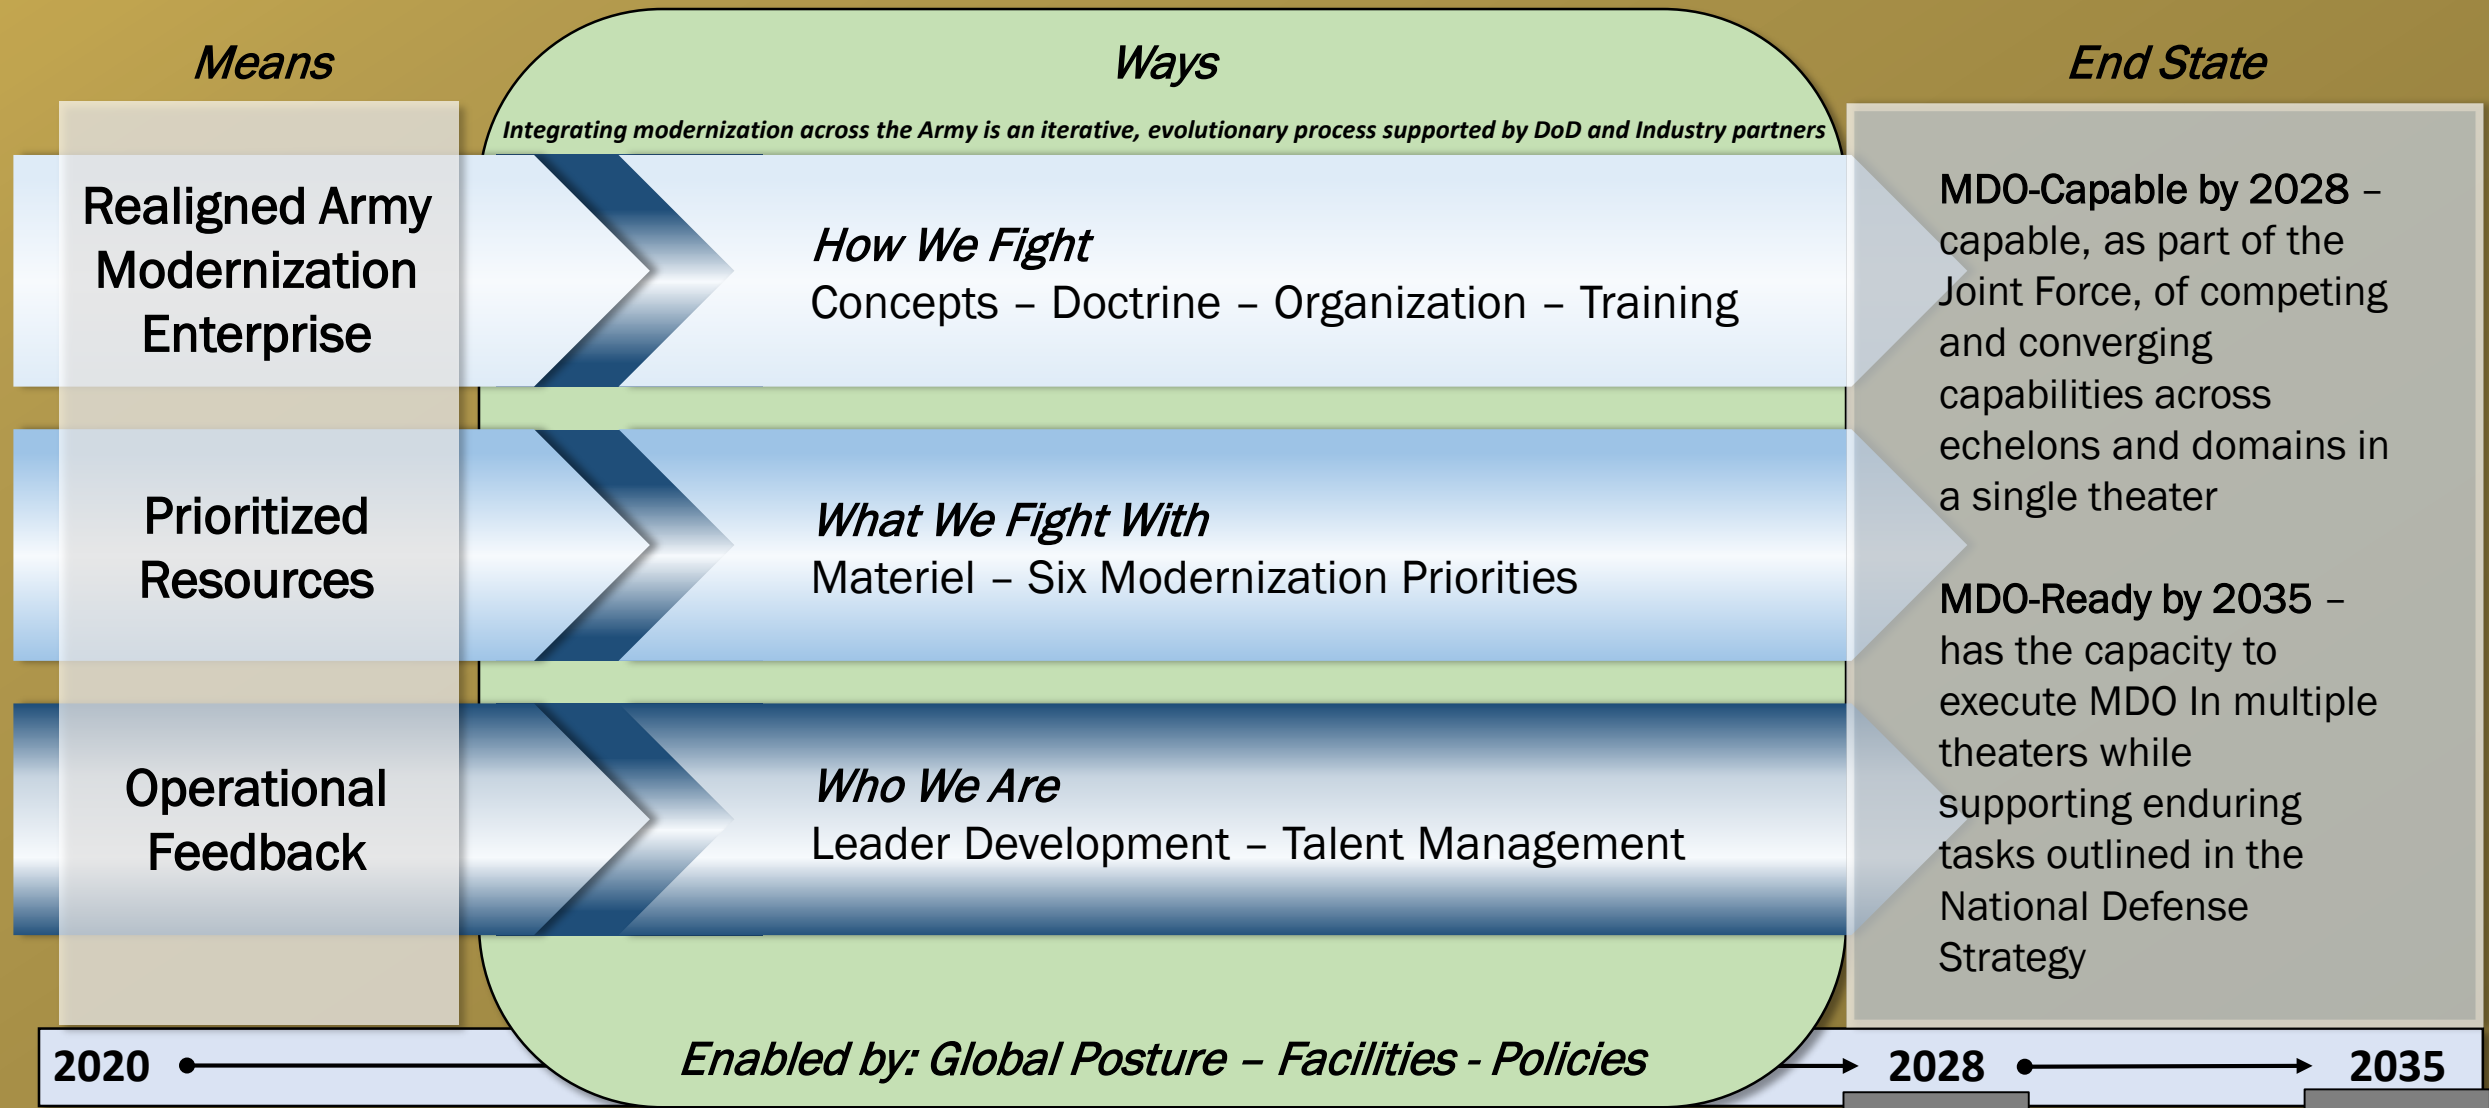 Means
Ways
End State
Integrating modernization across the Army is an iterative, evolutionary process supported by DoD and Industry partners
Realigned Army
Modernization
Enterprise
How We Fight
Concepts – Doctrine – Organization – Training
Prioritized
Resources
What We Fight With
Materiel – Six Modernization Priorities
Operational
Feedback
Who We Are
Leader Development – Talent Management
MDO-Capable by 2028 –
capable, as part of the
Joint Force, of competing
and converging
capabilities across
echelons and domains in
a single theater
MDO-Ready by 2035 –
has the capacity to
execute MDO In multiple
theaters while
supporting enduring
tasks outlined in the
National Defense
Strategy
Enabled by: Global Posture – Facilities - Policies
2020
2028
2035